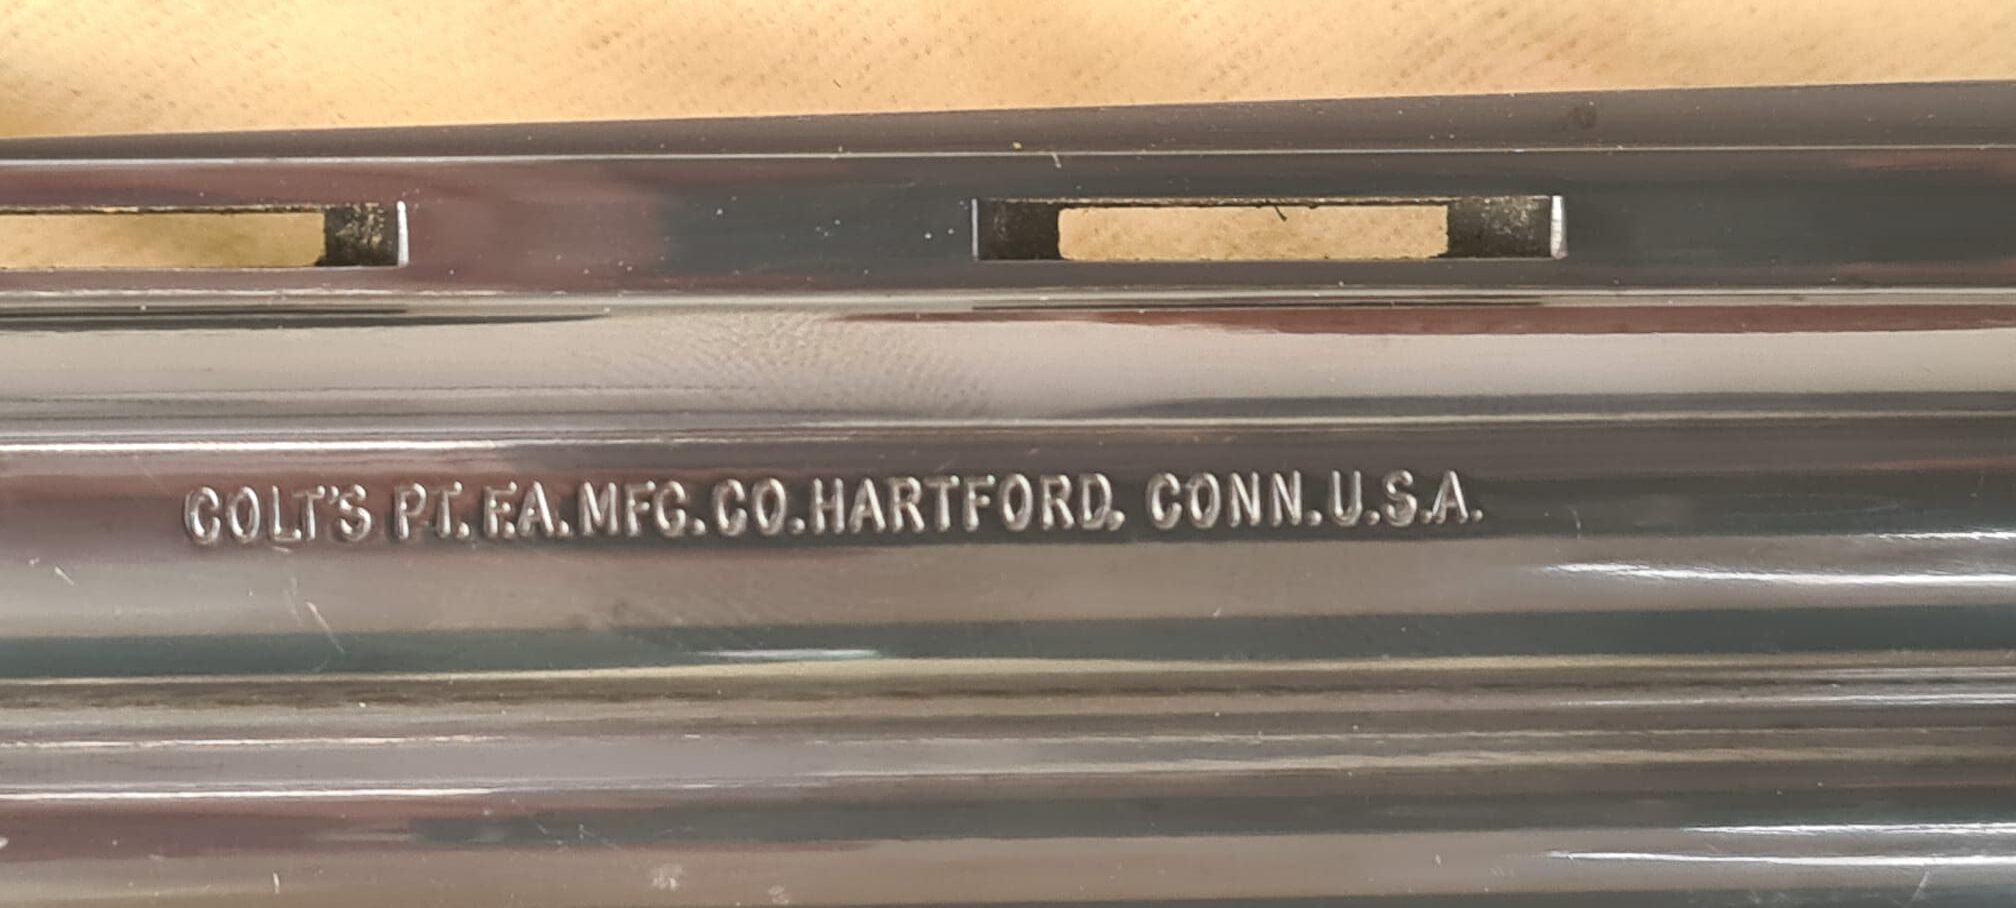 COLT'S PT. F.A. MFG. CO. HARTFORD, CONN. U.S.A.